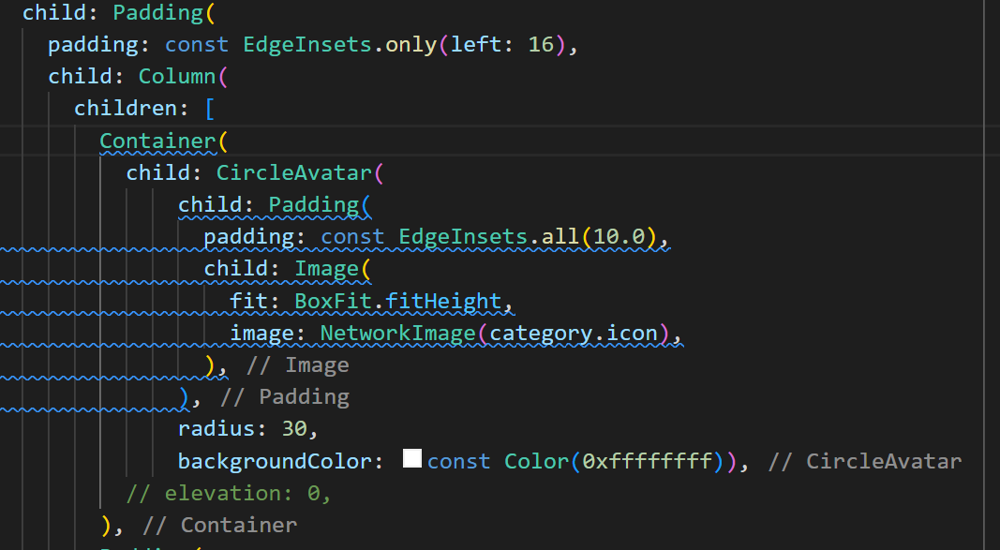 child: Padding(
padding: const EdgeInsets.only(left: 16),
child: Column(
children: [
Container(
child: CircleAvatar(
child: Padding(
padding: const EdgeInsets.all(10.0),
child: Image(
fit: BoxFit.fitHeight,
image: NetworkImage(category.icon),
), // Image
), // Padding
radius: 30,
backgroundColor: const Color(0xffffffff)), // CircleAvatar
// elevation: 0,
), // Container